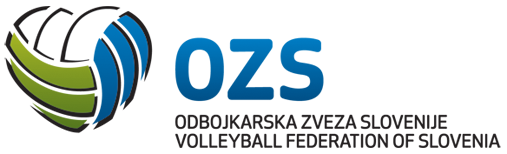 OZS
ODBOJKARSKA ZVEZA SLOVENIJE
VOLLEYBALL FEDERATION OF SLOVENIA